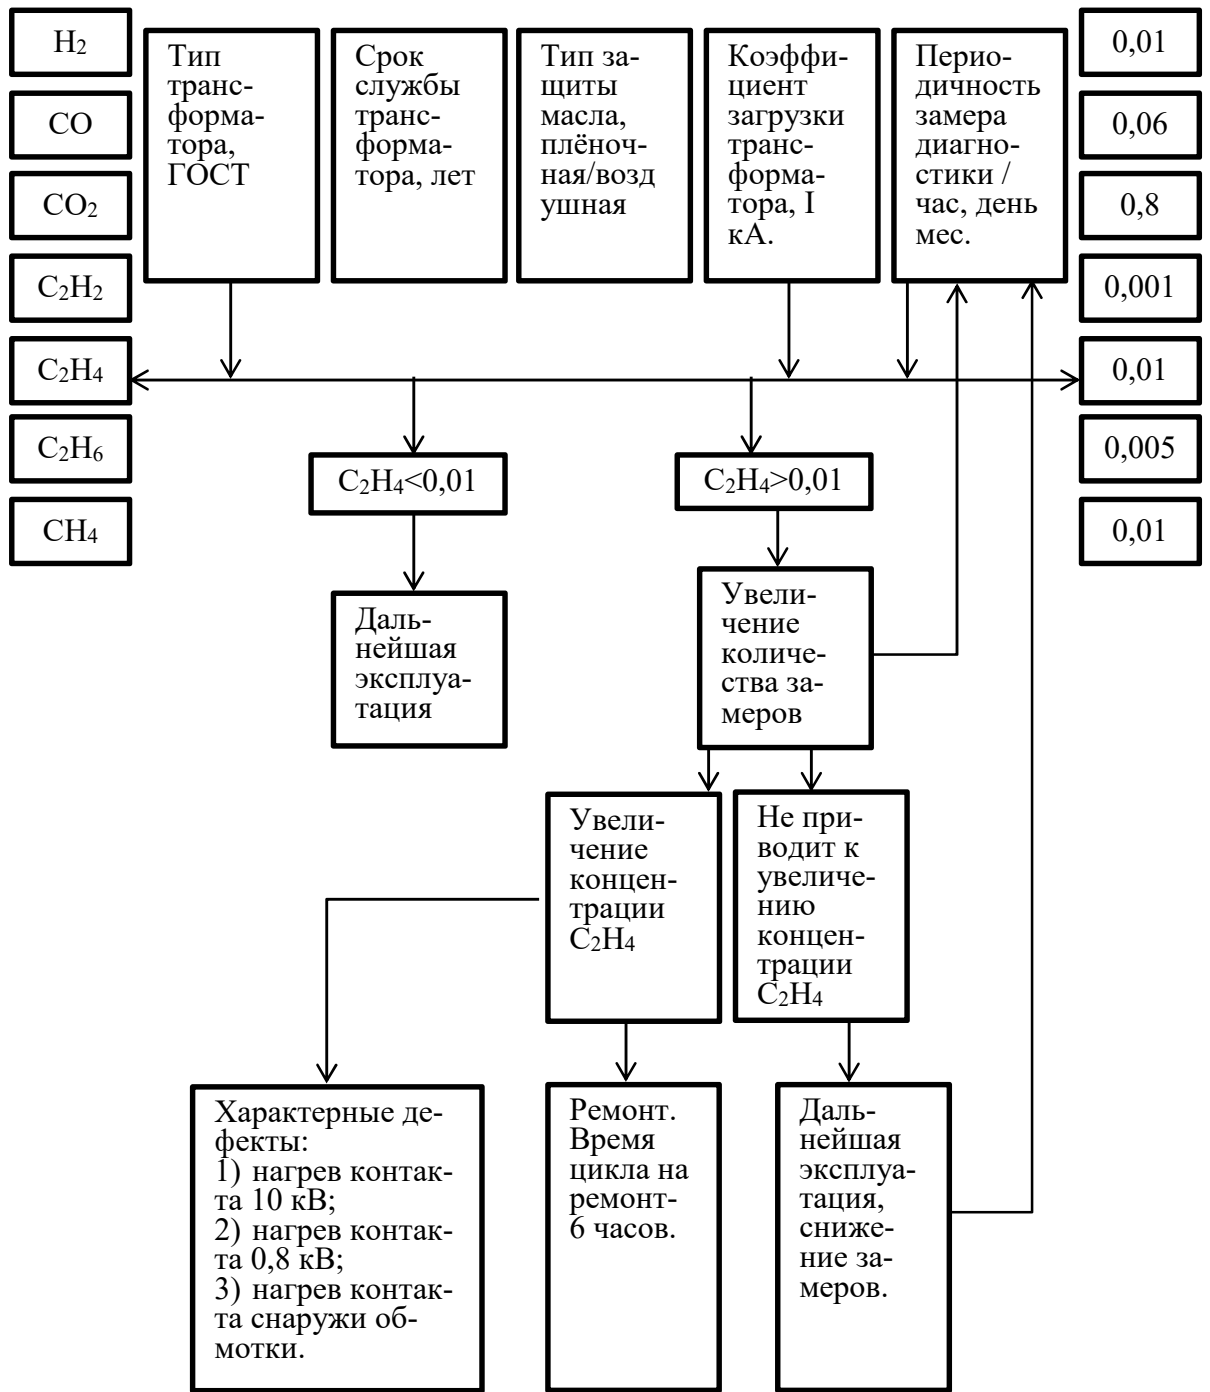 H₂
CO
CO₂
C₂H₂
C₂H₄
C₂H₆
CH₄
Тип
транс-
форма-
тора,
ГОСТ
Срок
службы
транс-
форма-
тора, лет
Тип за-
щиты
масла,
плёноч-
ная/возд
ушная
Коэффи-
циент
загрузки
транс-
форма-
тора, I
кА.
Перио-
дичность
замера
диагно-
стики /
час, день
мес.
0,01
0,06
0,8
0,001
0,01
0,005
0,01
C₂H₄<0,01
C₂H₄>0,01
Даль-
нейшая
эксплуа-
тация
Увели-
чение
количе-
ства за-
меров
Увели-
чение
концен-
трации
C₂H₄
Не при-
водит к
увеличе-
нию
концен-
трации
C₂H₄
Характерные де-
фекты:
1) нагрев контак-
та 10 кВ;
2) нагрев контак-
та 0,8 кВ;
3) нагрев контак-
та снаружи об-
мотки.
Ремонт.
Время
цикла на
ремонт-
6 часов.
Даль-
нейшая
эксплуа-
тация,
сниже-
ние за-
меров.